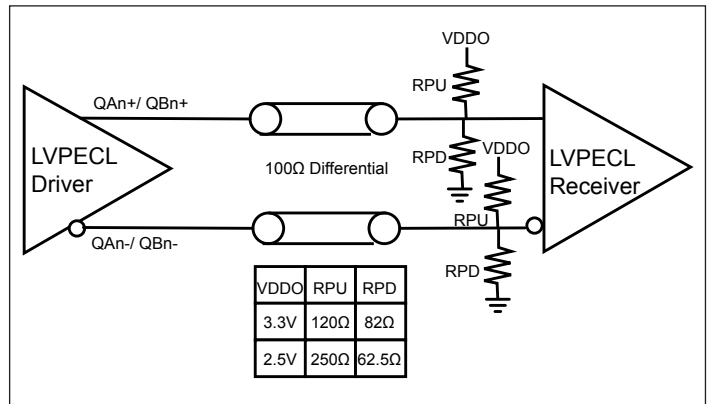 VDDO
RPU
QAn+/ QBn+
LVPECL
Driver
100Ω Differential
RPD
VDDO
LVPECL
Receiver
RPU
QAn-/ QBn-
RPD
VDDO RPU RPD
3.3V 120Ω 82Ω
2.5V 250Ω 62.5Ω